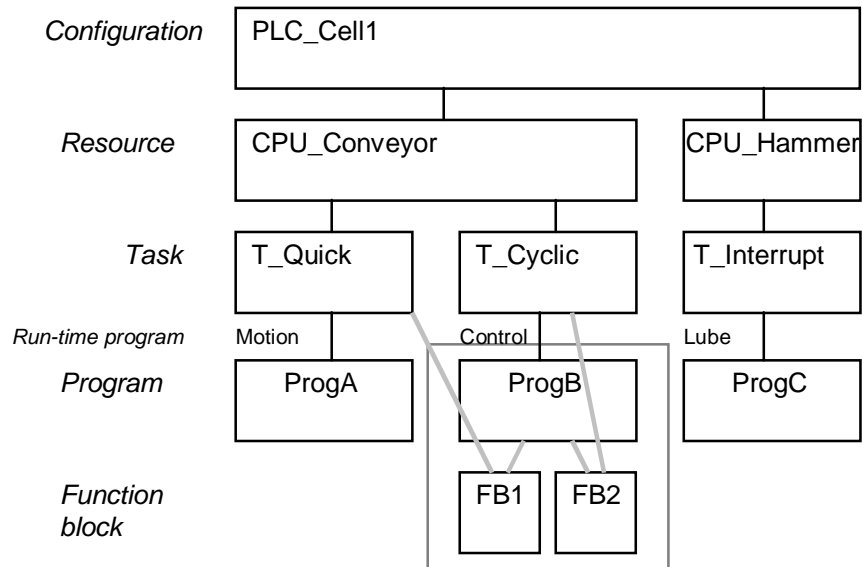 Configuration PLC_Cell1
Resource CPU_Conveyor CPU_Hammer
Task T_Quick T_Cyclic T_Interrupt
Run-time program Motion Control Lube
Program ProgA ProgB ProgC
Function FB1 FB2
block